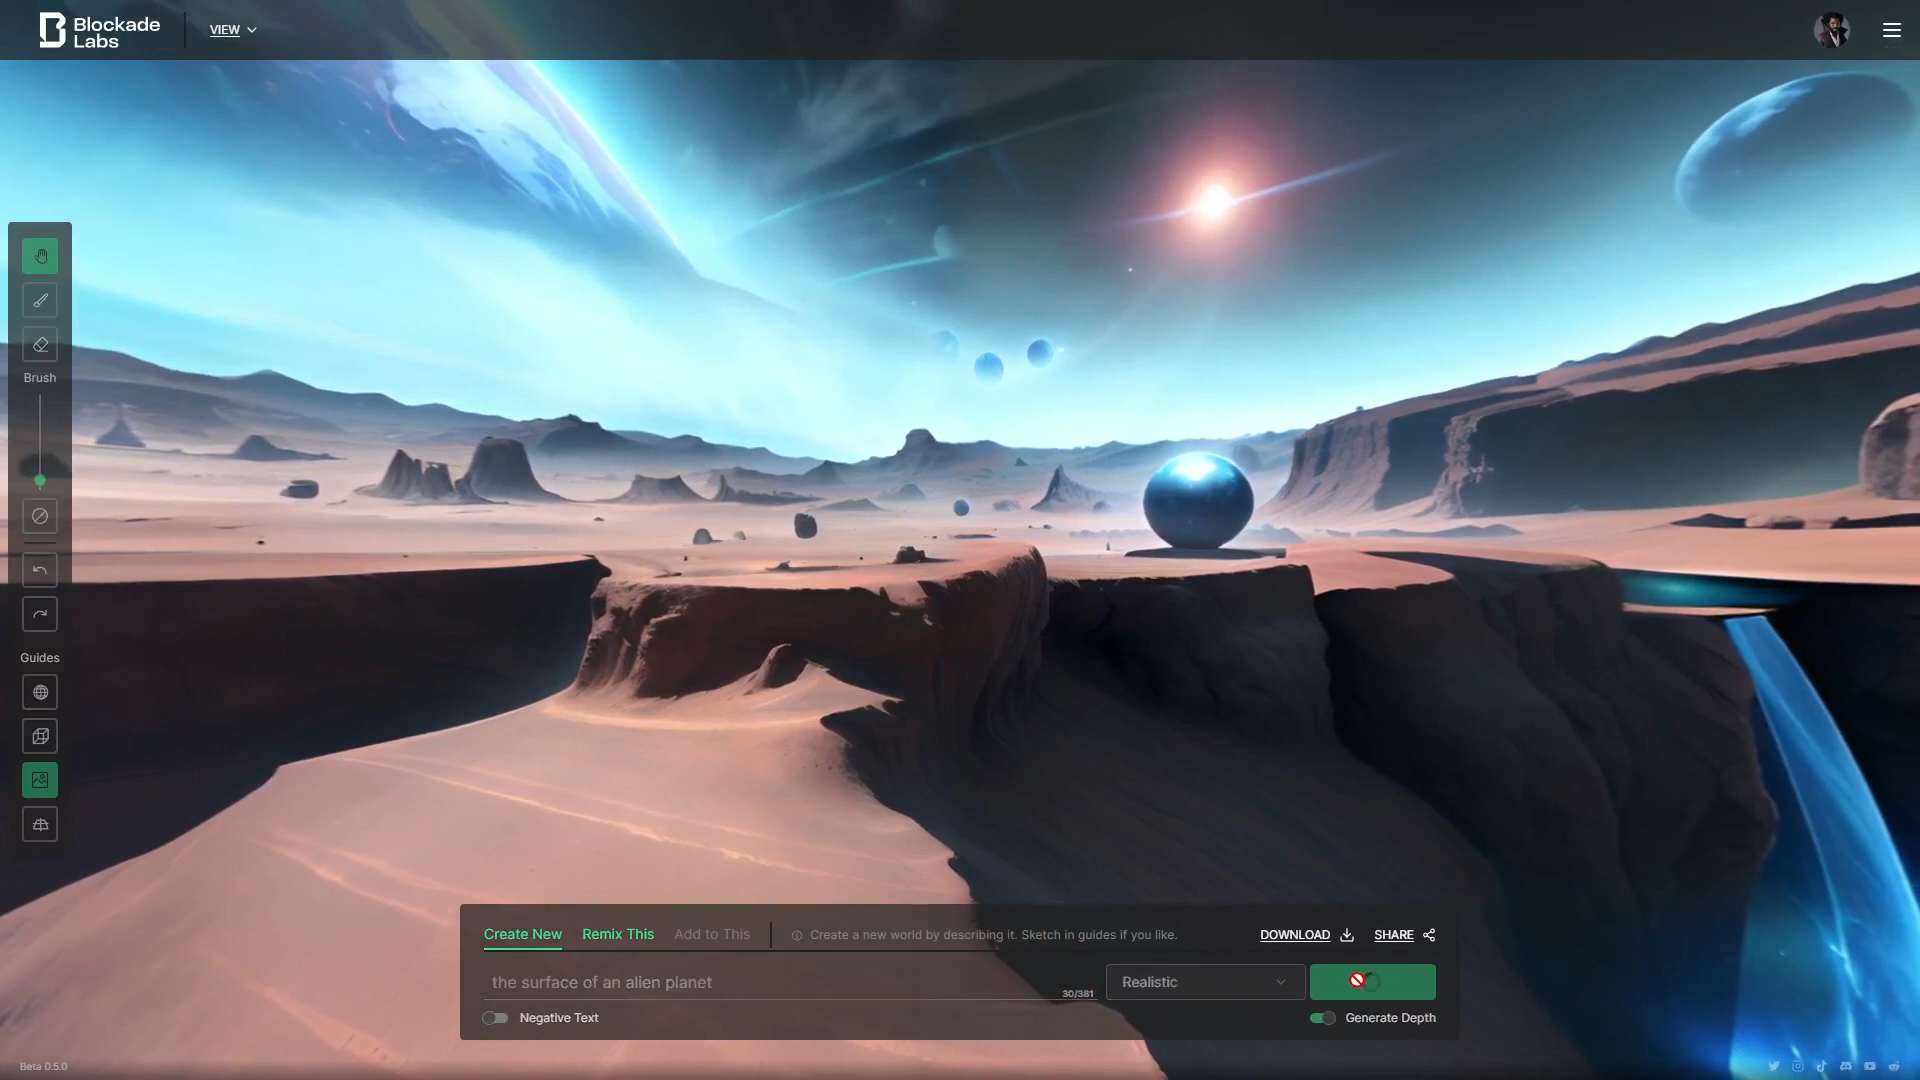 Blockade
Labs
VIEW
Brush
Guides
Create New
Remix This
Add to This
Create a new world by describing it. Sketch in guides if you like.
DOWNLOAD
SHARE
the surface of an alien planet
30/381
Realistic
Negative Text
Generate Depth
Beta 0.5.0